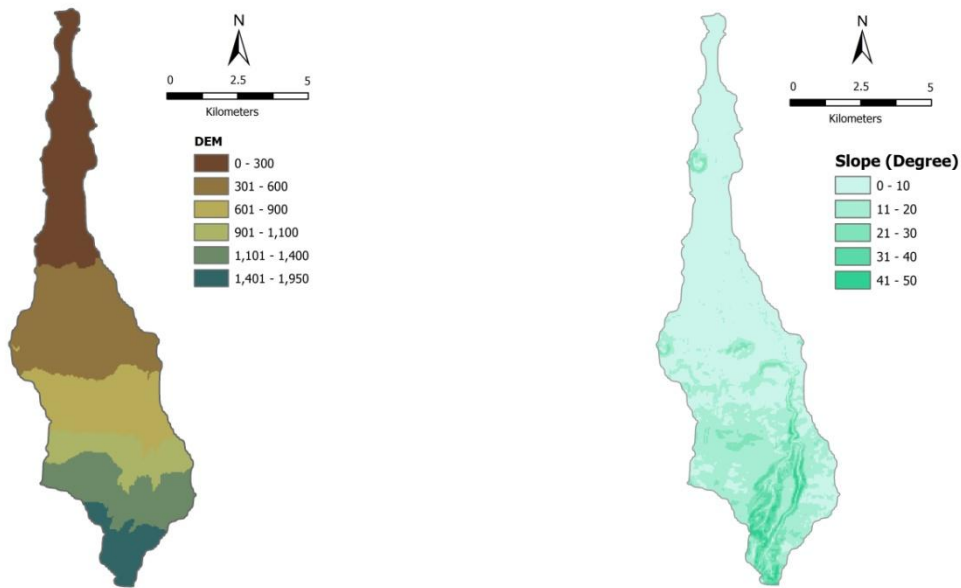 N
0 2.5 5
Kilometers
DEM
0 - 300
301 - 600
601 - 900
901 - 1,100
1,101 - 1,400
1,401 - 1,950
N
0 2.5 5
Kilometers
Slope (Degree)
0 - 10
11 - 20
21 - 30
31 - 40
41 - 50